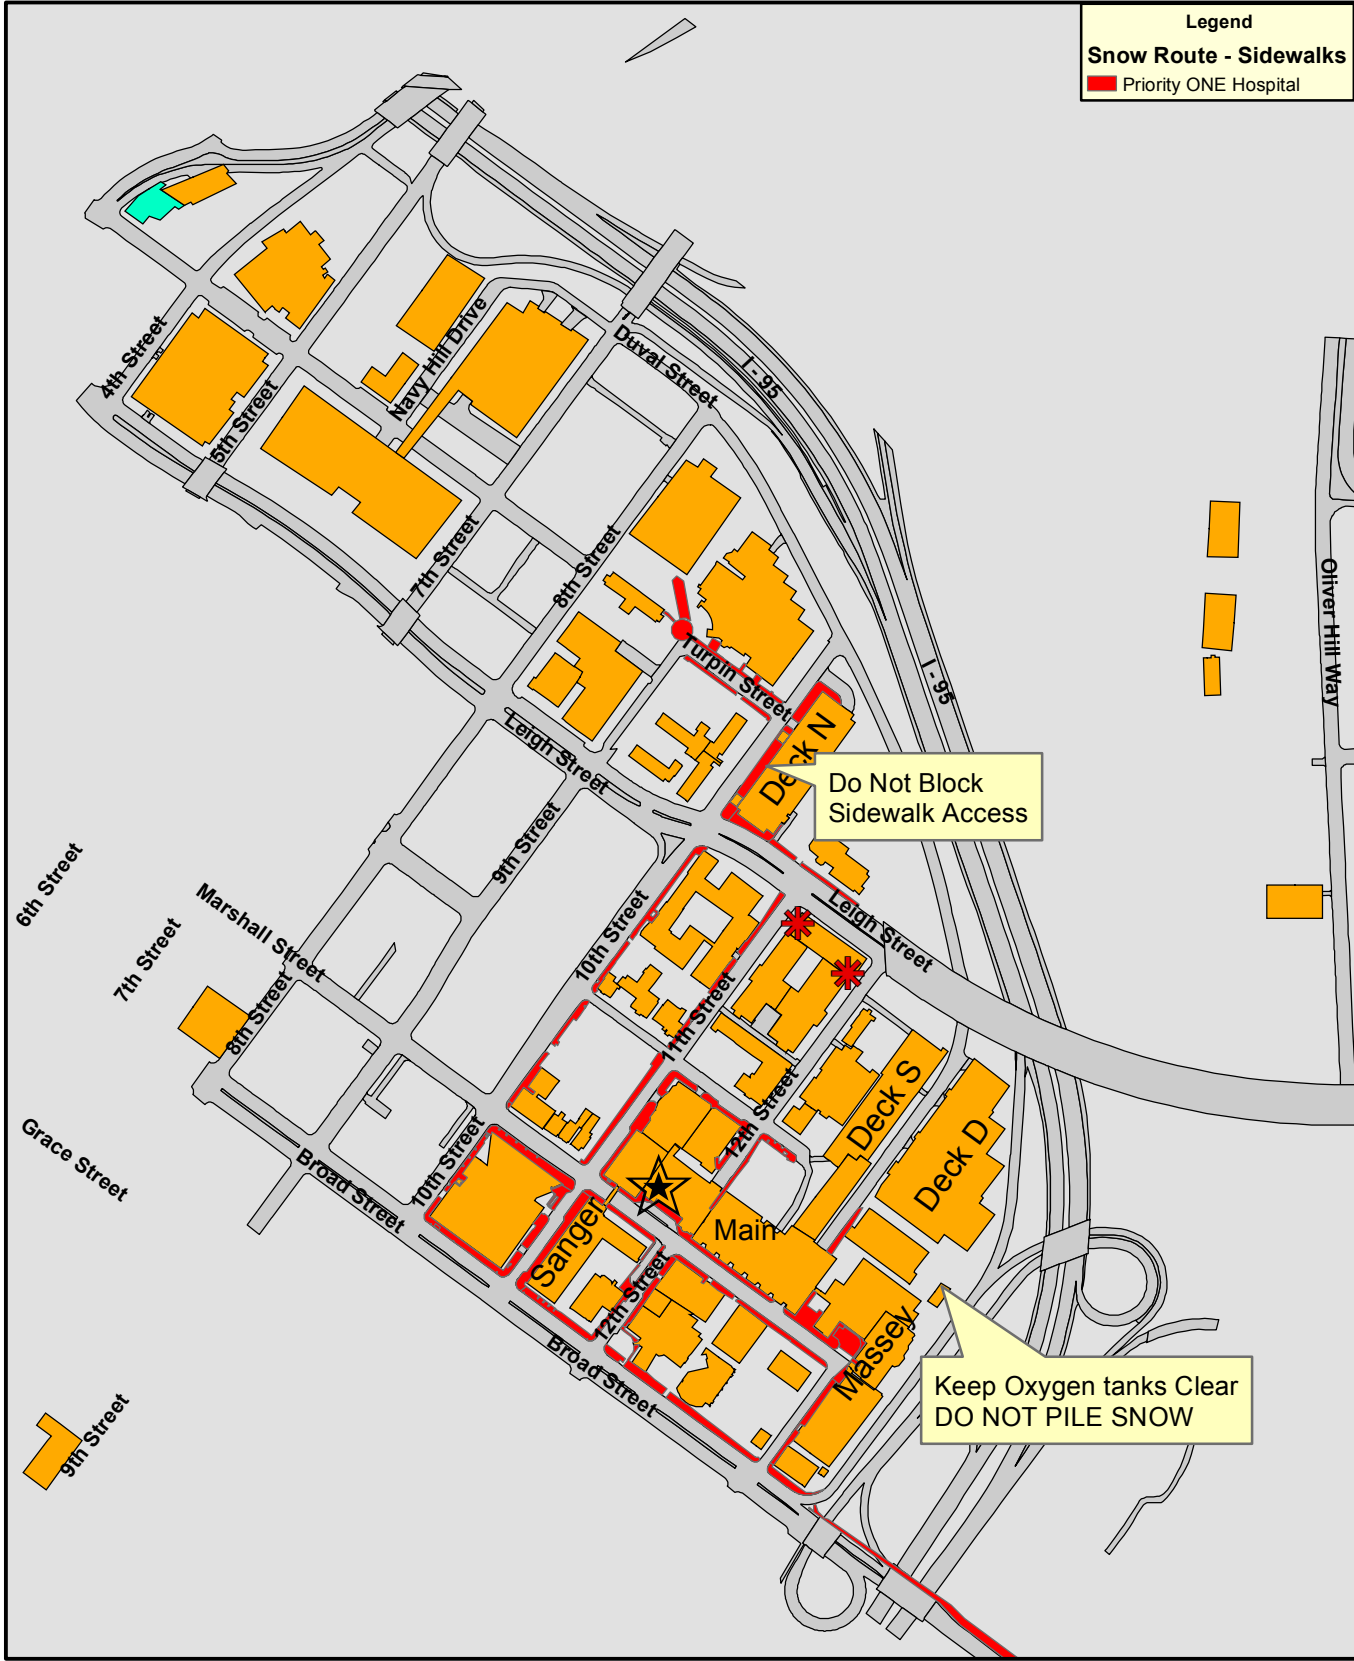 Legend
Snow Route - Sidewalks
Priority ONE Hospital
4th Street
5th Street
Navy Hill Drive
Duval Street
I - 95
7th Street
8th Street
Turpin Street
Oliver Hill Way
I - 95
Deck N
Do Not Block
Sidewalk Access
Leigh Street
9th Street
6th Street
Marshall Street
7th Street
8th Street
10th Street
Leigh Street
11th Street
12th Street
Deck S
Deck D
Grace Street
Broad Street
10th Street
Main
Sanger
12th Street
Broad Street
Massey
Keep Oxygen tanks Clear
DO NOT PILE SNOW
9th Street